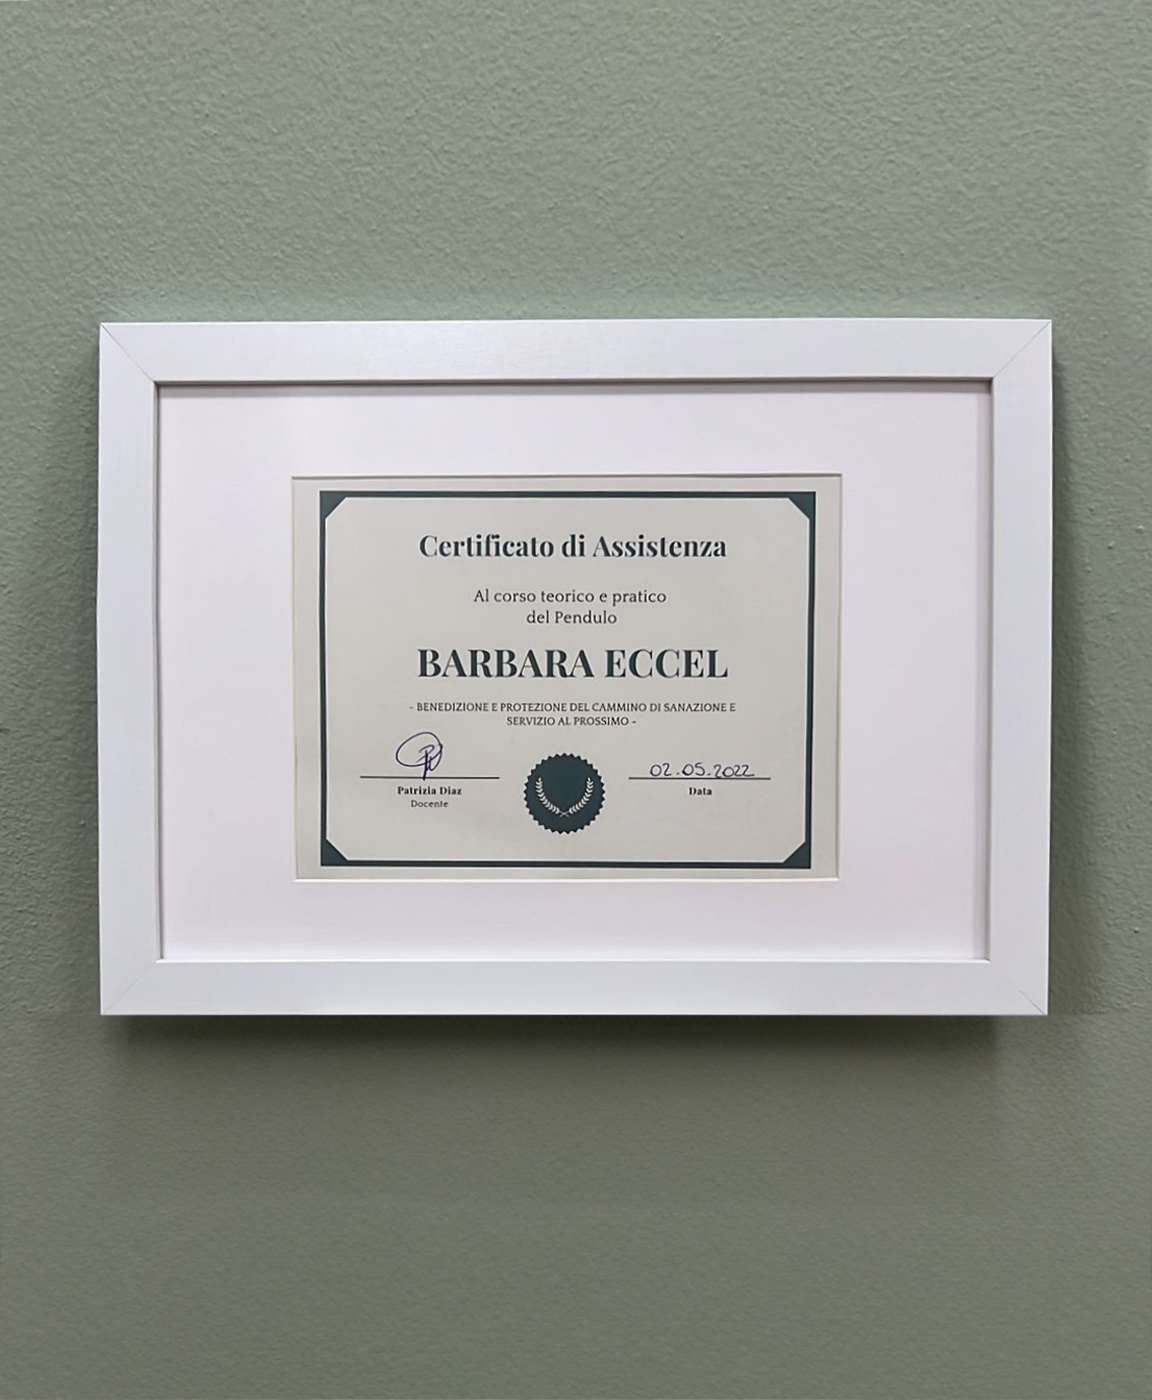 Certificato di Assistenza
Al corso teorico e pratico
del Pendulo
BARBARA ECCEL
- BENEDIZIONE E PROTEZIONE DEL CAMMINO DI SANAZIONE E
SERVIZIO AL PROSSIMO -
02.05.2022
Patrizia Diaz
Docente
Data